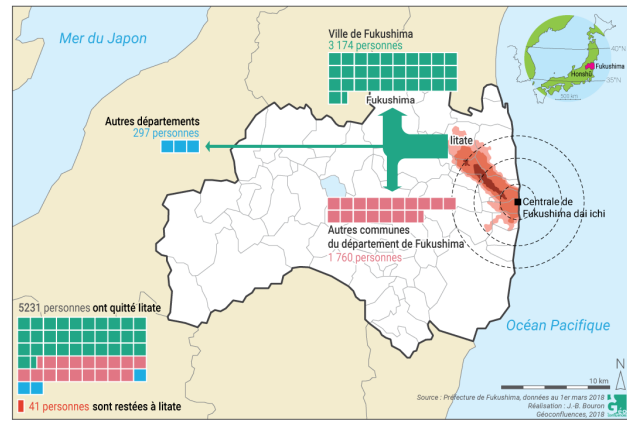 Mer du Japon
Ville de Fukushima
3 174 personnes
Fukushima
40°N
Fukushima
Honshū
35°N
500 km
Autres départements
297 personnes
Iitate
Centrale de
Fukushima dai ichi
Autres communes
du département de Fukushima
1 760 personnes
5231 personnes ont quitté Iitate
41 personnes sont restées à Iitate
Océan Pacifique
N
10 km
Source : Préfecture de Fukushima, données au 1er mars 2018
Réalisation : J.-B. Bouron
Géoconfluences, 2018